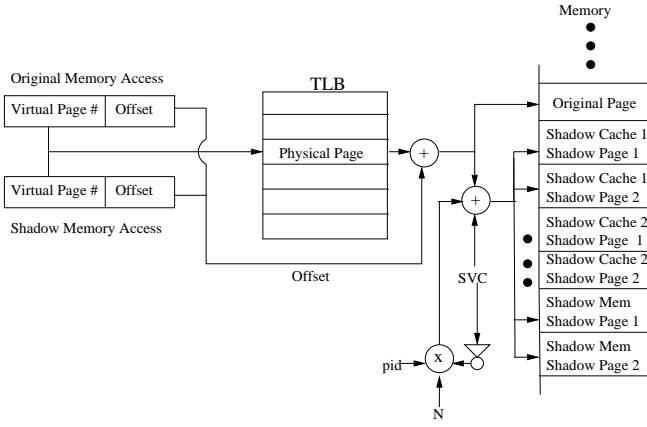 Memory
Original Memory Access
TLB
Virtual Page # Offset
Original Page
Physical Page
+
Shadow Cache 1
Shadow Page 1
Virtual Page # Offset
Shadow Memory Access
+
Shadow Cache 1
Shadow Page 2
Shadow Cache 2
Shadow Page 1
Shadow Cache 2
Shadow Page 2
Offset
SVC
Shadow Mem
Shadow Page 1
Shadow Mem
Shadow Page 2
pid
x
N